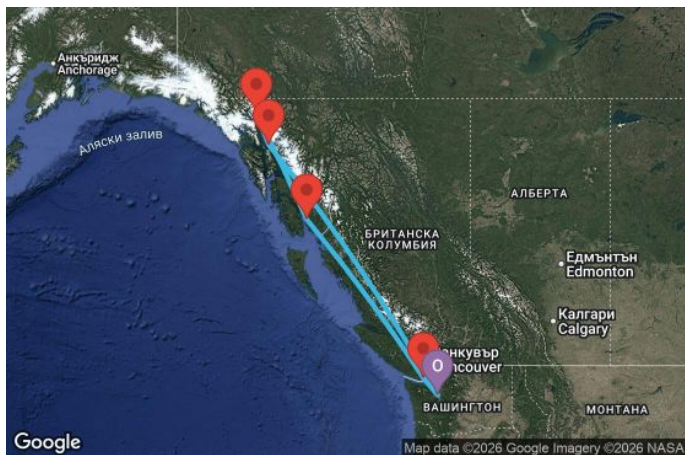 Анкъридж
Anchorage
Аляски залив
АЛБЕРТА
БРИТАНСКА
КОЛУМБИЯ
Едмънтън
Edmonton
Калгари
Calgary
нкувър
ncouver
O
ВАШИНГТОН
МОНТАНА
Google
Map data ©2026 Google Imagery ©2026 NASA